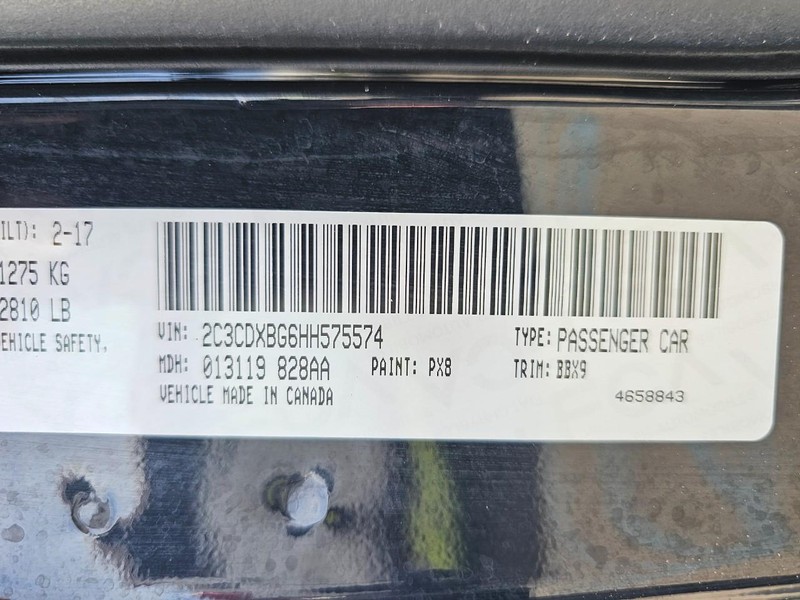 ILT): 2-17
1275 KG
2810 LB
EHICLE SAFETY,
VIN: 2C3CDXBG6HH575574 TYPE: PASSENGER CAR
MDH: 013119 828AA PAINT: PX8 TRIM: BBX9
VEHICLE MADE IN CANADA 4658843